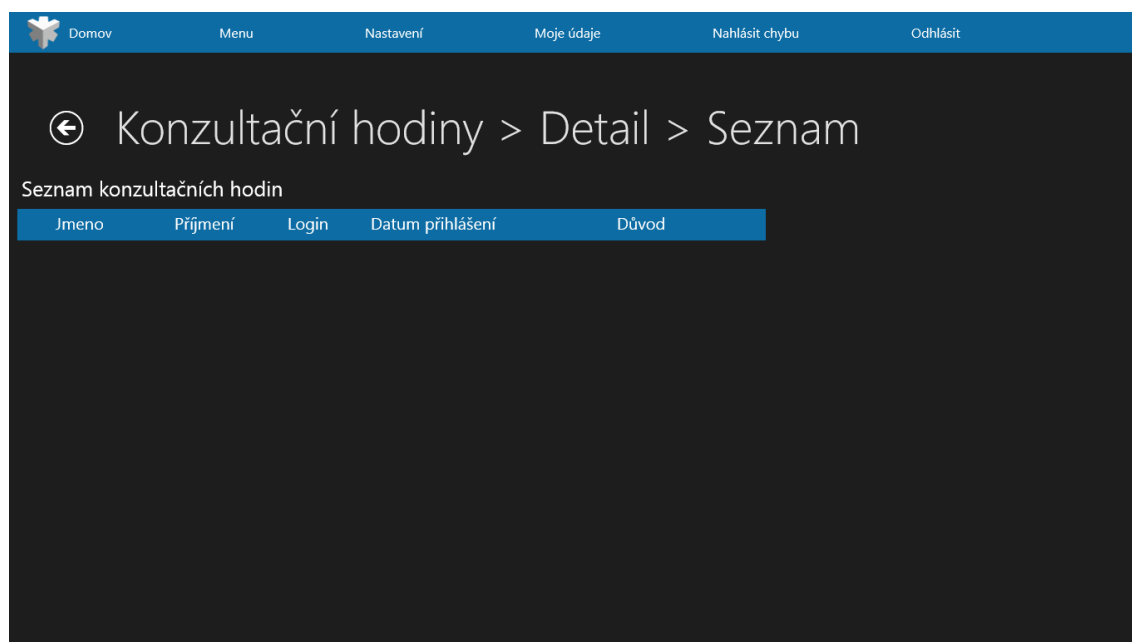 Domov Menu Nastavení Moje údaje Nahlásit chybu Odhlásit
Konzultační hodiny > Detail > Seznam
Seznam konzultačních hodin
Jmeno Příjmení Login Datum přihlášení Důvod